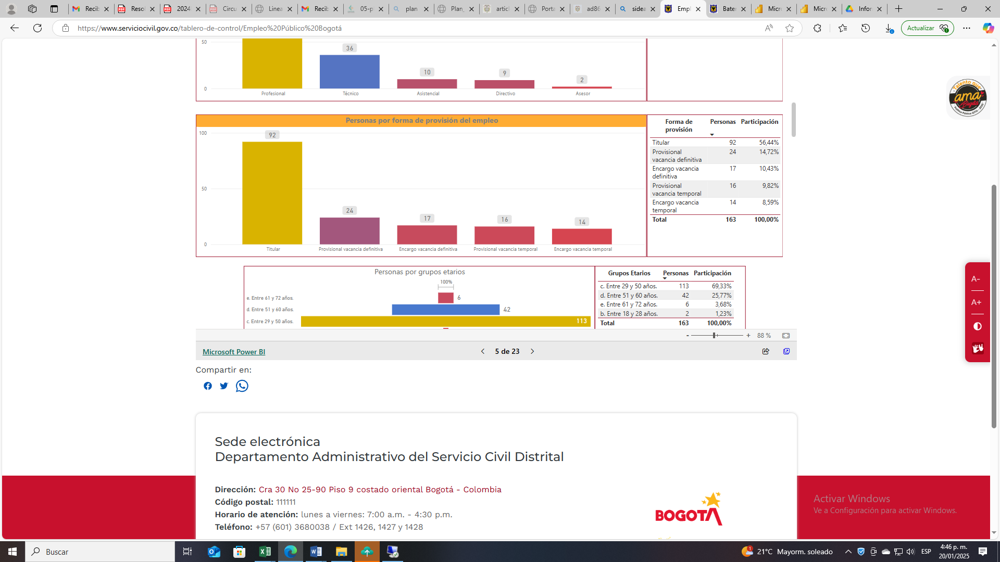 Recib
Resol
2024
Circu
Linea
Recib
05-p
plan
Plan_
articl
Porta
ad86
sidea
Empl
Bater
Micro
Micro
Infor
https://www.serviciocivil.gov.co/tablero-de-control/Empleo%20Público%20Bogotá
Actualizar
50
36
10
9
2
0
Profesional Técnico Asistencial Directivo Asesor
Personas por forma de provisión del empleo
100
92
50
24
17
16
14
0
Titular Provisional vacancia definitiva Encargo vacancia definitiva Provisional vacancia temporal Encargo vacancia temporal
Forma de provisión Personas Participación
Titular 92 56,44%
Provisional vacancia definitiva 24 14,72%
Encargo vacancia definitiva 17 10,43%
Provisional vacancia temporal 16 9,82%
Encargo vacancia temporal 14 8,59%
Total 163 100,00%
Personas por grupos etarios
100%
e. Entre 61 y 72 años. 6
d. Entre 51 y 60 años. 42
c. Entre 29 y 50 años. 113
Grupos Etarios Personas Participación
c. Entre 29 y 50 años. 113 69,33%
d. Entre 51 y 60 años. 42 25,77%
e. Entre 61 y 72 años. 6 3,68%
b. Entre 18 y 28 años. 2 1,23%
Total 163 100,00%
- + 88 %
Microsoft Power BI
5 de 23
Talento que
ama
Bogotá
A-
A+
Compartir en:
Sede electrónica
Departamento Administrativo del Servicio Civil Distrital
Dirección: Cra 30 No 25-90 Piso 9 costado oriental Bogotá - Colombia
Código postal: 111111
Horario de atención: lunes a viernes: 7:00 a.m. - 4:30 p.m.
Teléfono: +57 (601) 3680038 / Ext 1426, 1427 y 1428
BOGOTÁ
Activar Windows
Ve a Configuración para activar Windows.
Buscar
21°C Mayorm. soleado
ESP
4:46 p. m.
20/01/2025